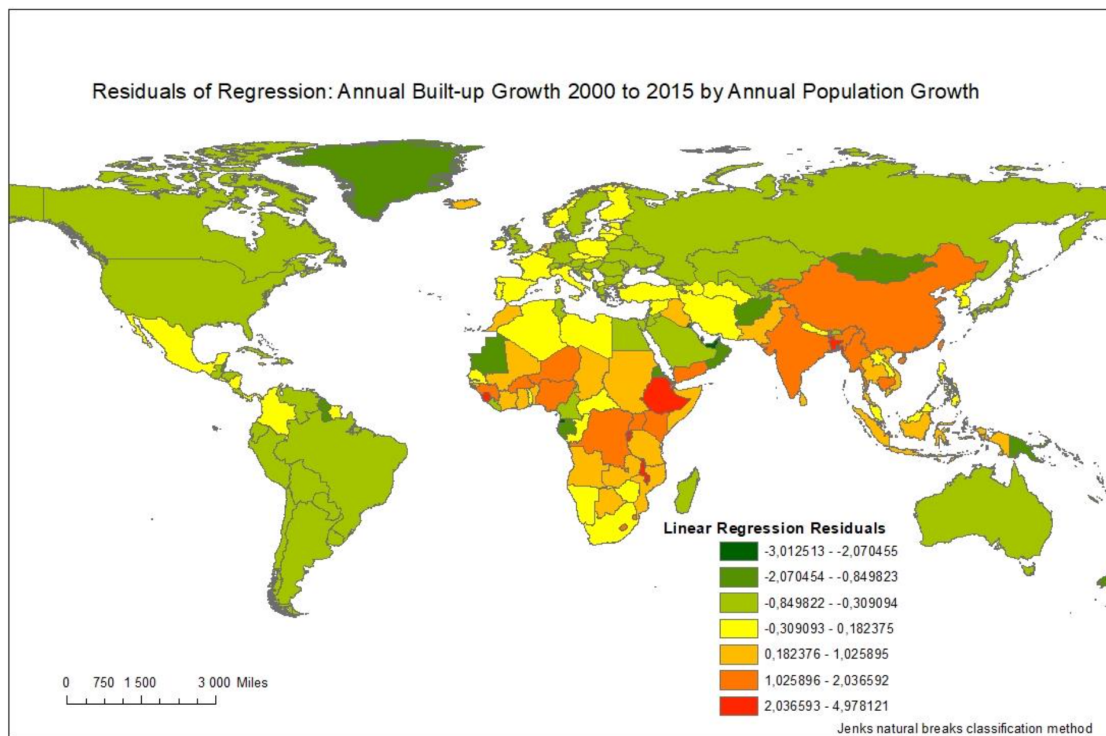 Residuals of Regression: Annual Built-up Growth 2000 to 2015 by Annual Population Growth
Linear Regression Residuals
-3,012513 - -2,070455
-2,070454 - -0,849823
-0,849822 - -0,309094
-0,309093 - 0,182375
0,182376 - 1,025895
1,025896 - 2,036592
2,036593 - 4,978121
0 750 1 500 3 000 Miles
Jenks natural breaks classification method